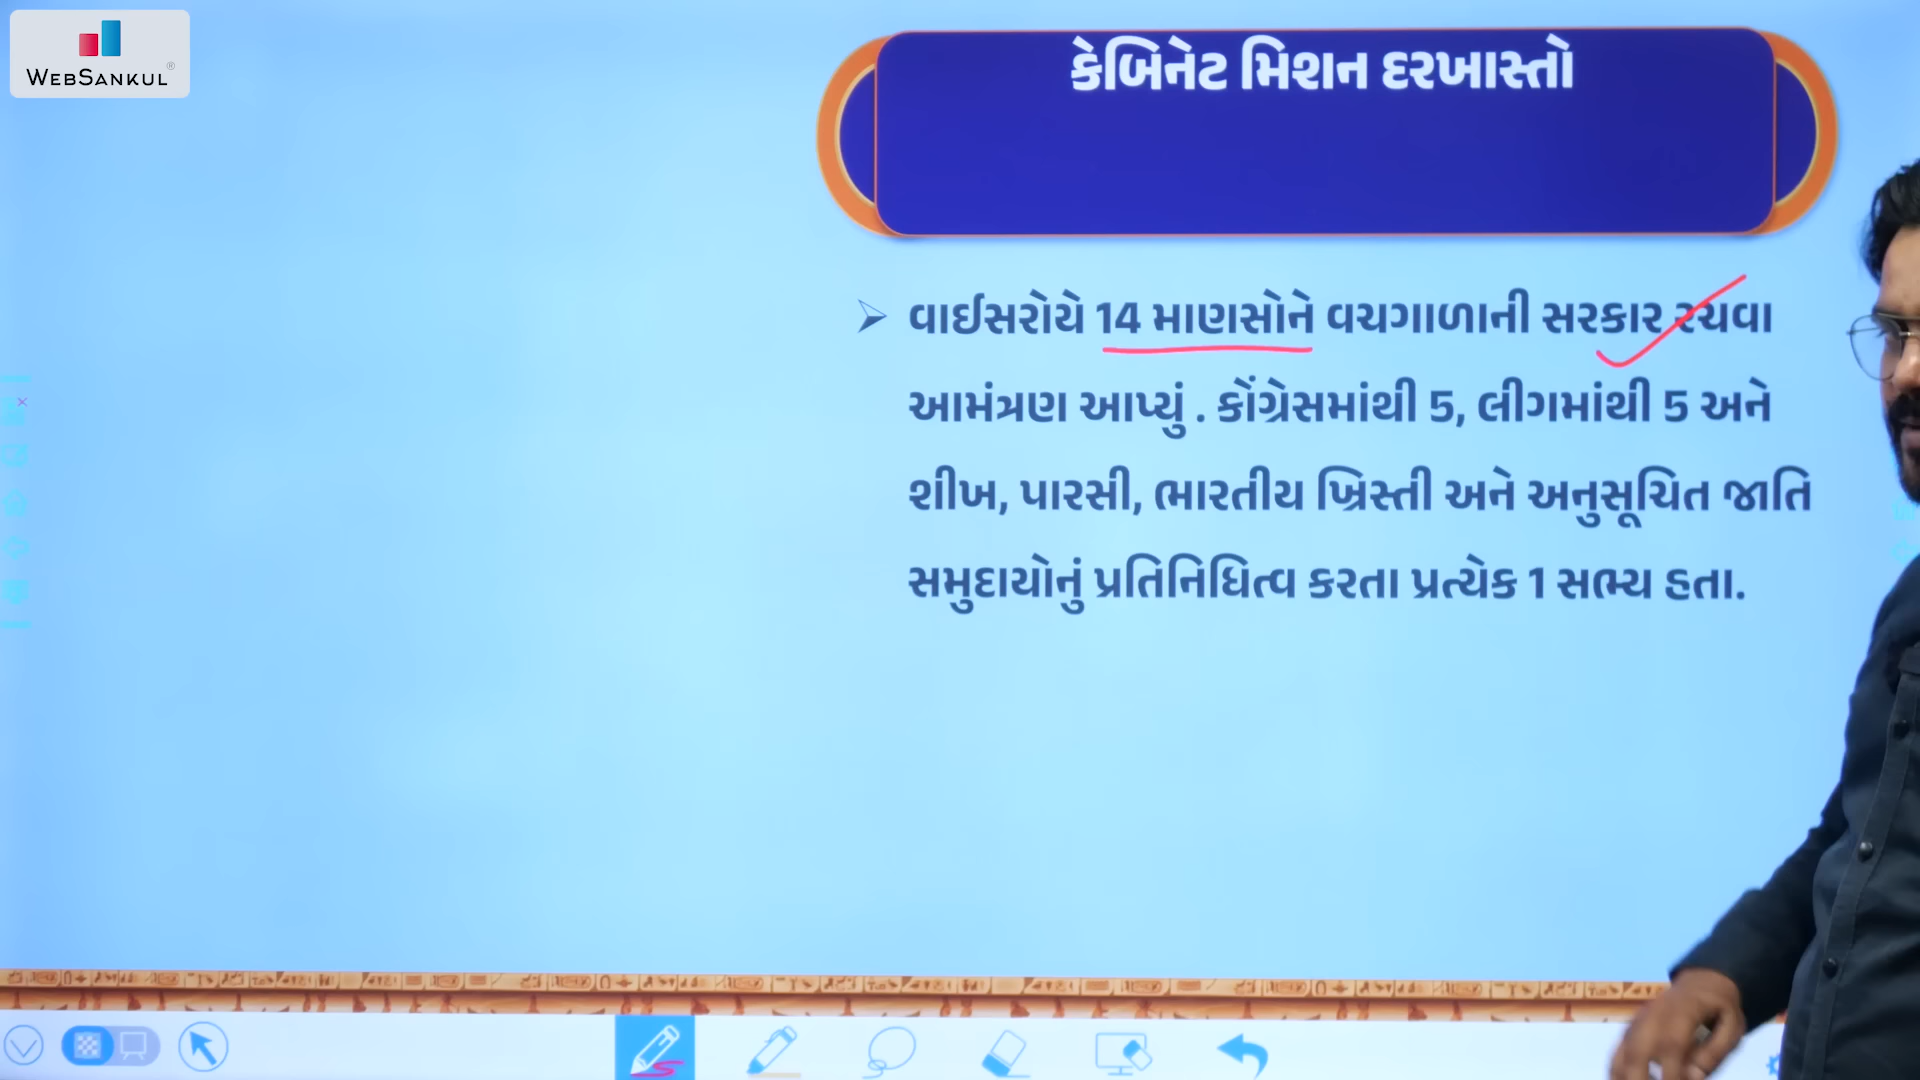 WEBSANKUL®
કેબિનેટ મિશન દરખાસ્તો
➢ વાઈસરોયે 14 માણસોને વચગાળાની સરકાર રચવા
આમંત્રણ આપ્યું . કોંગ્રેસમાંથી 5, લીગમાંથી 5 અને
શીખ, પારસી, ભારતીય ખ્રિસ્તી અને અનુસૂચિત જાતિ
સમુદાયોનું પ્રતિનિધિત્વ કરતા પ્રત્યેક 1 સભ્ય હતા.